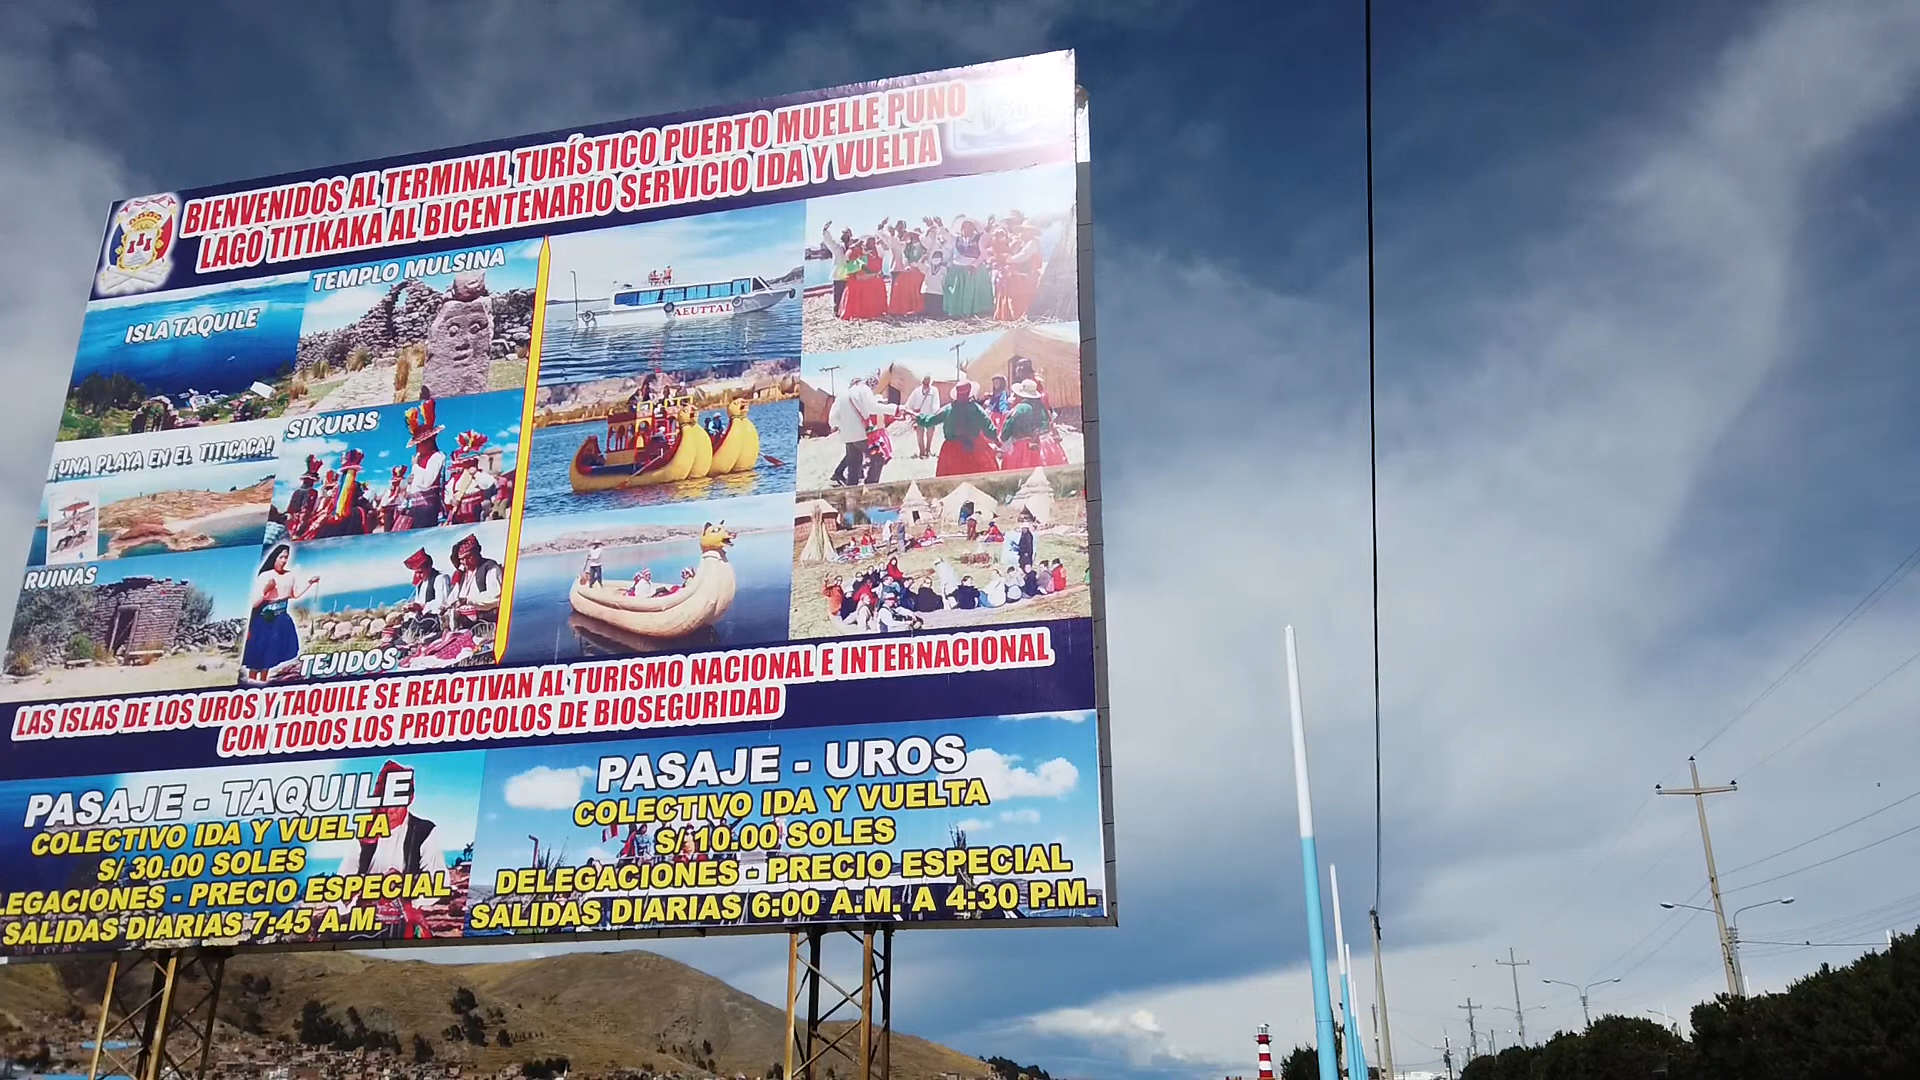 BIENVENIDOS AL TERMINAL TURÍSTICO PUERTO MUELLE PUNO
LAGO TITIKAKA AL BICENTENARIO SERVICIO IDA Y VUELTA
ISLA TAQUILE
TEMPLO MULSINA
AEUTTAL
¡UNA PLAYA EN EL TITICACA!
SIKURIS
RUINAS
TEJIDOS
LAS ISLAS DE LOS UROS Y TAQUILE SE REACTIVAN AL TURISMO NACIONAL E INTERNACIONAL
CON TODOS LOS PROTOCOLOS DE BIOSEGURIDAD
PASAJE - TAQUILE
COLECTIVO IDA Y VUELTA
S/ 30.00 SOLES
LEGACIONES - PRECIO ESPECIAL
SALIDAS DIARIAS 7:45 A.M.
PASAJE - UROS
COLECTIVO IDA Y VUELTA
S/ 10.00 SOLES
DELEGACIONES - PRECIO ESPECIAL
SALIDAS DIARIAS 6:00 A.M. A 4:30 P.M.